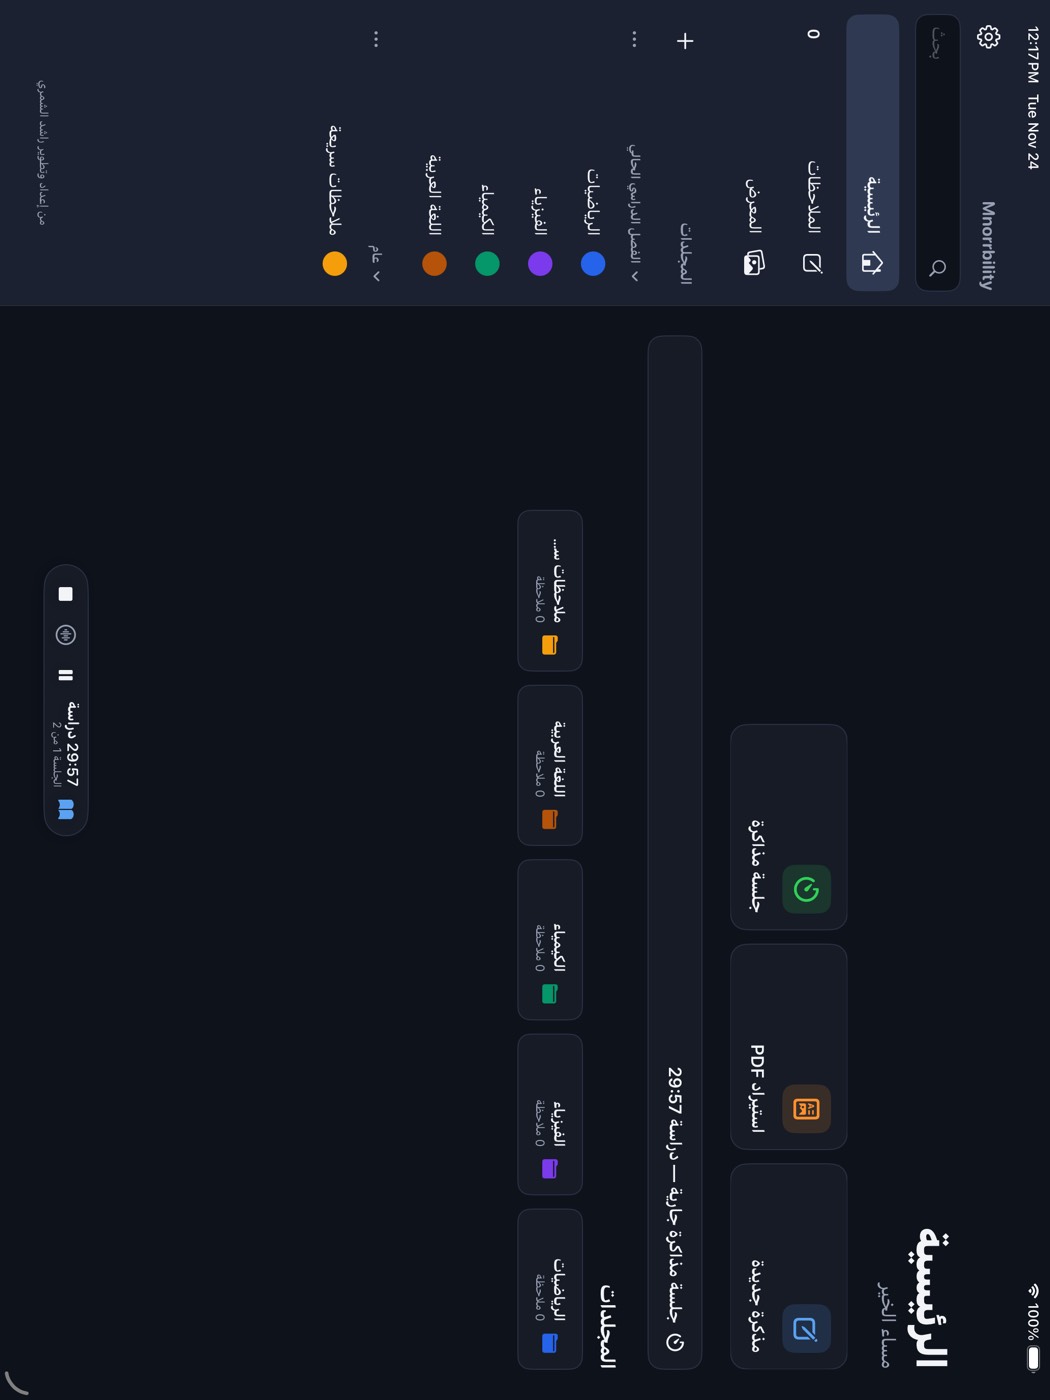 12:17 PM Tue Nov 24
100%
Mnorrbility
بحث
الرئيسية
الملاحظات
0
المعرض
المجلدات
الفصل الدراسي الحالي
الرياضيات
الفيزياء
الكيمياء
اللغة العربية
عام
ملاحظات سريعة
من إعداد وتطوير راشد الشمري
الرئيسية
مساء الخير
مذكرة جديدة
استيراد PDF
جلسة مذاكرة
جلسة مذاكرة جارية — دراسة 29:57
المجلدات
الرياضيات
0 ملاحظة
الفيزياء
0 ملاحظة
الكيمياء
0 ملاحظة
اللغة العربية
0 ملاحظة
ملاحظات سـ...
0 ملاحظة
29:57 دراسة
الجلسة 1 من 2